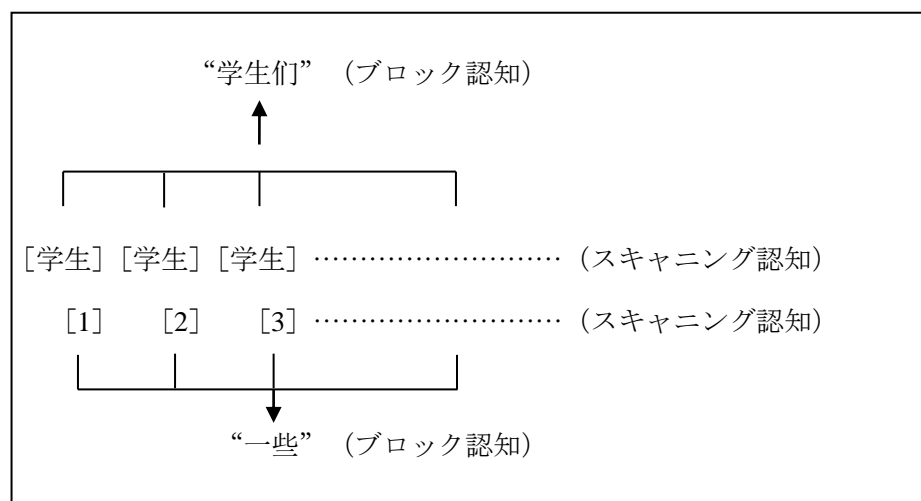 “学生们”（ブロック認知）
［学生］［学生］［学生］………………………（スキャニング認知）
［1］ ［2］ ［3］………………………（スキャニング認知）
“一些”（ブロック認知）